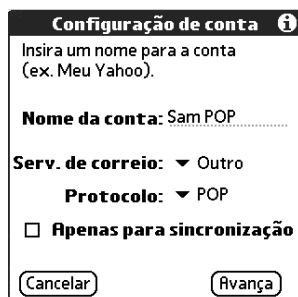 Configuração de conta i
Insira um nome para a conta
(ex. Meu Yahoo).
Nome da conta: Sam POP
Serv. de correio: Outro
Protocolo: POP
Apenas para sincronização
Cancelar Avança